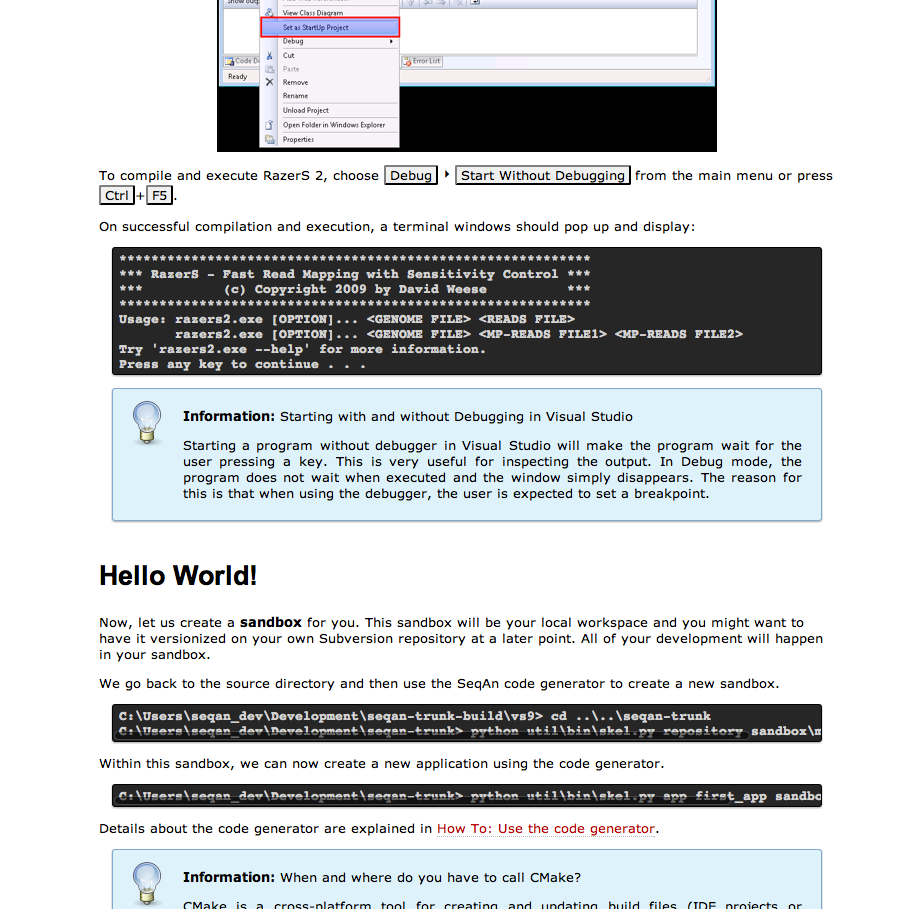 View Class Diagram
Set as StartUp Project
Debug
Cut
Paste
Remove
Rename
Unload Project
Open Folder in Windows Explorer
Properties
Code De
Error List
Ready
To compile and execute RazerS 2, choose Debug ‣ Start Without Debugging from the main menu or press
Ctrl+F5.
On successful compilation and execution, a terminal windows should pop up and display:
***********************************************************
*** RazerS - Fast Read Mapping with Sensitivity Control ***
***          (c) Copyright 2009 by David Weese          ***
***********************************************************
Usage: razers2.exe [OPTION]... <GENOME FILE> <READS FILE>
       razers2.exe [OPTION]... <GENOME FILE> <MP-READS FILE1> <MP-READS FILE2>
Try 'razers2.exe --help' for more information.
Press any key to continue . . .
Information: Starting with and without Debugging in Visual Studio
Starting a program without debugger in Visual Studio will make the program wait for the
user pressing a key. This is very useful for inspecting the output. In Debug mode, the
program does not wait when executed and the window simply disappears. The reason for
this is that when using the debugger, the user is expected to set a breakpoint.
Hello World!
Now, let us create a sandbox for you. This sandbox will be your local workspace and you might want to
have it versionized on your own Subversion repository at a later point. All of your development will happen
in your sandbox.
We go back to the source directory and then use the SeqAn code generator to create a new sandbox.
C:\Users\seqan_dev\Development\seqan-trunk-build\vs9> cd ..\..\seqan-trunk
C:\Users\seqan_dev\Development\seqan-trunk> python util\bin\skel.py repository sandbox\m
Within this sandbox, we can now create a new application using the code generator.
C:\Users\seqan_dev\Development\seqan-trunk> python util\bin\skel.py app first_app sandbo
Details about the code generator are explained in How To: Use the code generator.
Information: When and where do you have to call CMake?
CMake is a cross-platform tool for creating and updating build files (IDE projects or